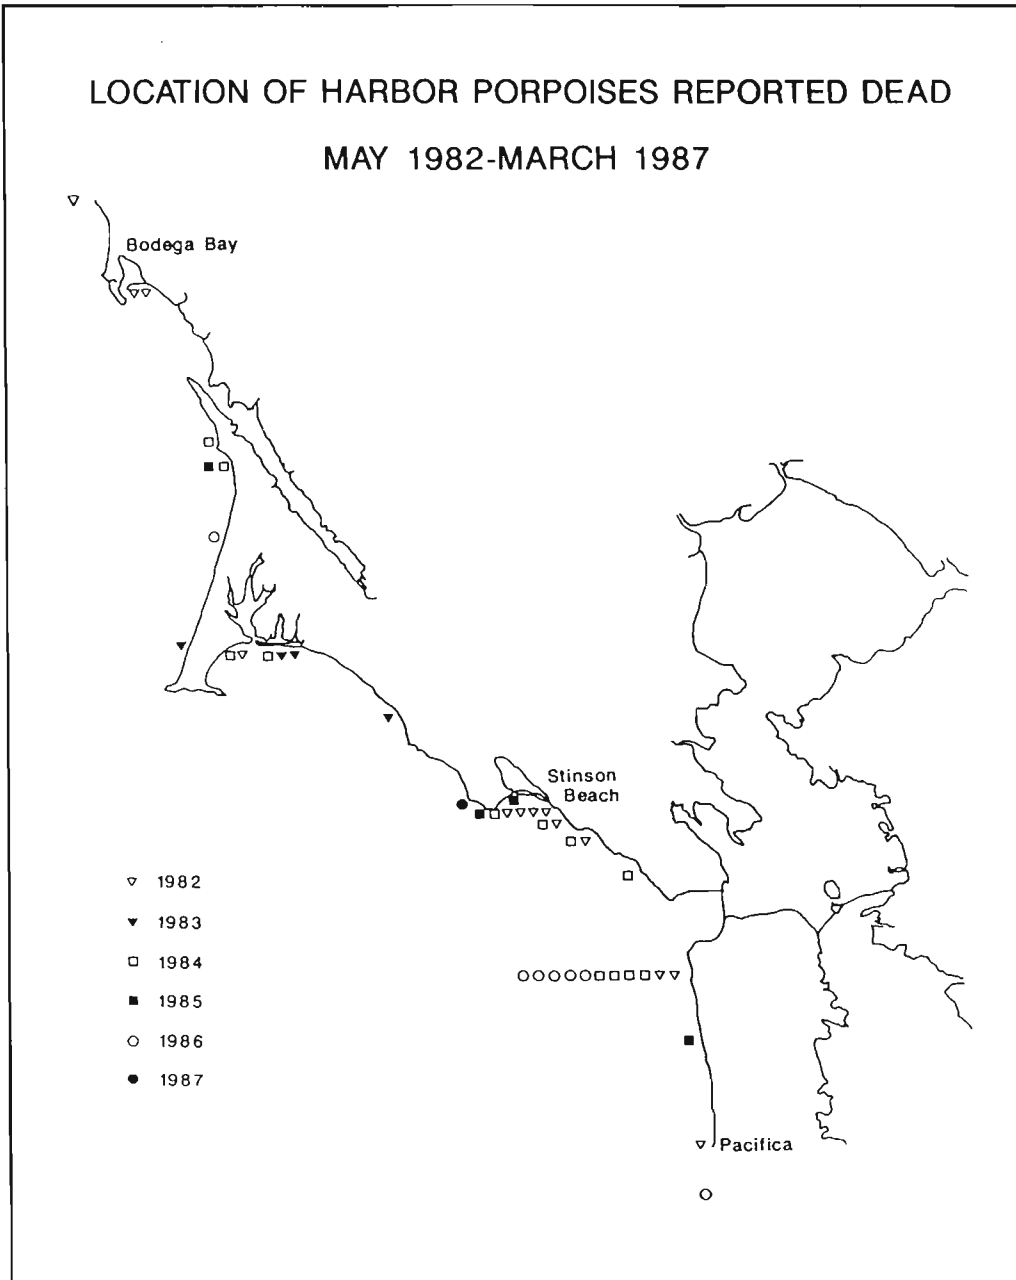 LOCATION OF HARBOR PORPOISES REPORTED DEAD
MAY 1982-MARCH 1987
Bodega Bay
Stinson
Beach
1982
1983
1984
1985
1986
1987
Pacifica